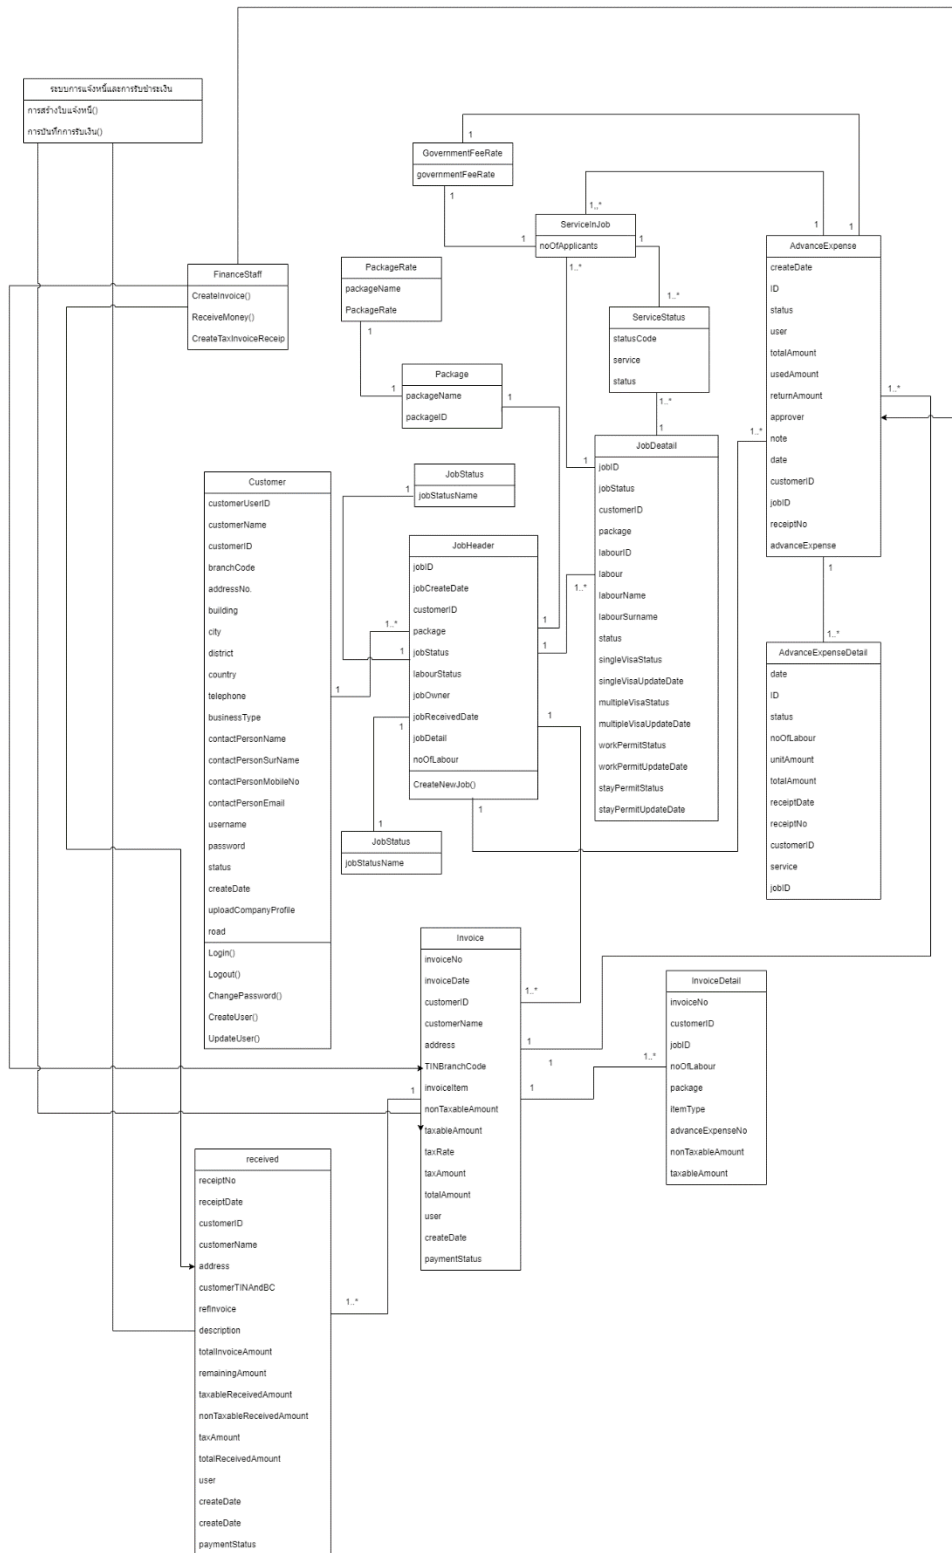 ระบบการแจ้งหนี้และการรับชำระเงิน
การสร้างใบแจ้งหนี้()
การบันทึกการรับเงิน()
GovernmentFeeRate
governmentFeeRate
1
1
1
1
1..*
1
1
ServiceInJob
noOfApplicants
1..*
1
1..*
FinanceStaff
CreateInvoice()
ReceiveMoney()
CreateTaxInvoiceReceip
PackageRate
packageName
PackageRate
1
1
Package
packageName
packageID
1
ServiceStatus
statusCode
service
status
1..*
1
AdvanceExpense
createDate
ID
status
user
totalAmount
usedAmount
returnAmount
approver
note
date
customerID
jobID
receiptNo
advanceExpense
1..*
1..*
1
1..*
JobDeatail
jobID
jobStatus
customerID
package
labourID
labour
labourName
labourSurname
status
singleVisaStatus
singleVisaUpdateDate
multipleVisaStatus
multipleVisaUpdateDate
workPermitStatus
workPermitUpdateDate
stayPermitStatus
stayPermitUpdateDate
1
1..*
JobStatus
jobStatusName
1
JobHeader
jobID
jobCreateDate
customerID
package
jobStatus
labourStatus
jobOwner
jobReceivedDate
jobDetail
noOfLabour
CreateNewJob()
1..*
1
1
1
1
1
1
1
1
JobStatus
jobStatusName
Customer
customerUserID
customerName
customerID
branchCode
addressNo.
building
city
district
country
telephone
businessType
contactPersonName
contactPersonSurName
contactPersonMobileNo
contactPersonEmail
username
password
status
createDate
uploadCompanyProfile
road
Login()
Logout()
ChangePassword()
CreateUser()
UpdateUser()
AdvanceExpenseDetail
date
ID
status
noOfLabour
unitAmount
totalAmount
receiptDate
receiptNo
customerID
service
jobID
Invoice
invoiceNo
invoiceDate
customerID
customerName
address
TINBranchCode
invoiceItem
nonTaxableAmount
taxableAmount
taxRate
taxAmount
totalAmount
user
createDate
paymentStatus
1..*
1
1
1
1..*
1
1..*
InvoiceDetail
invoiceNo
customerID
jobID
noOfLabour
package
itemType
advanceExpenseNo
nonTaxableAmount
taxableAmount
received
receiptNo
receiptDate
customerID
customerName
address
customerTINAndBC
refInvoice
description
totalInvoiceAmount
remainingAmount
taxableReceivedAmount
nonTaxableReceivedAmount
taxAmount
totalReceivedAmount
user
createDate
createDate
paymentStatus